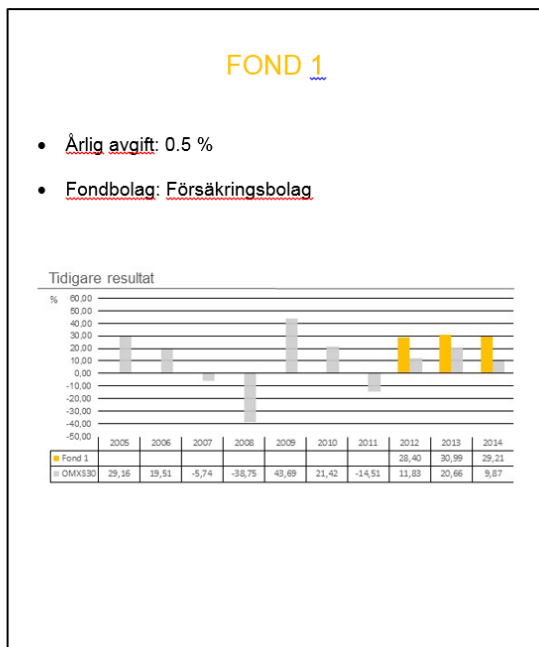 FOND 1
Årlig avgift: 0.5 %
Fondbolag: Försäkringsbolag
Tidigare resultat
%
60,00
50,00
40,00
30,00
20,00
10,00
0,00
-10,00
-20,00
-30,00
-40,00
-50,00
2005 2006 2007 2008 2009 2010 2011 2012 2013 2014
Fond 1 28,40 30,99 29,21
OMXS30 29,16 19,51 -5,74 -38,75 43,69 21,42 -14,51 11,83 20,66 9,87